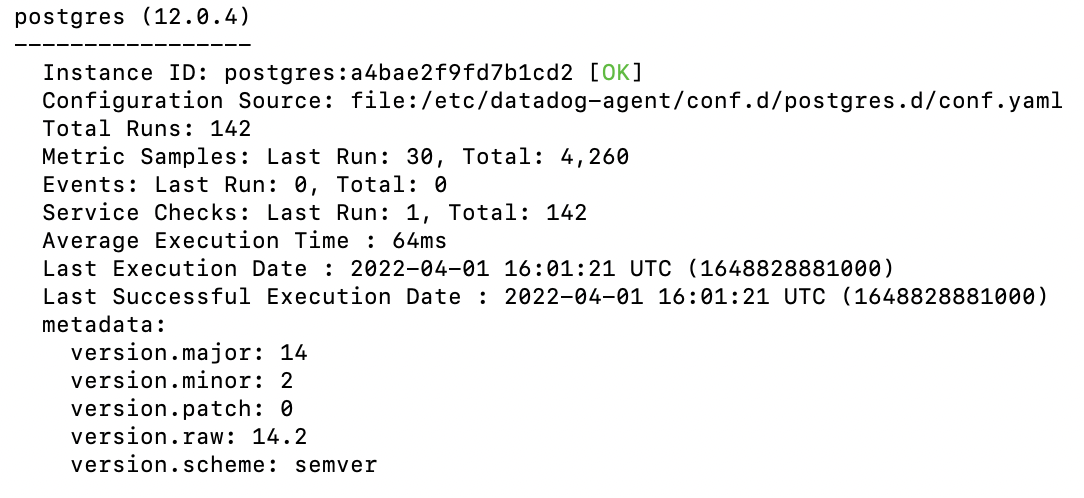 postgres (12.0.4)
-----------------
Instance ID: postgres:a4bae2f9fd7b1cd2 [OK]
Configuration Source: file:/etc/datadog-agent/conf.d/postgres.d/conf.yaml
Total Runs: 142
Metric Samples: Last Run: 30, Total: 4,260
Events: Last Run: 0, Total: 0
Service Checks: Last Run: 1, Total: 142
Average Execution Time : 64ms
Last Execution Date : 2022-04-01 16:01:21 UTC (1648828881000)
Last Successful Execution Date : 2022-04-01 16:01:21 UTC (1648828881000)
metadata:
version.major: 14
version.minor: 2
version.patch: 0
version.raw: 14.2
version.scheme: semver